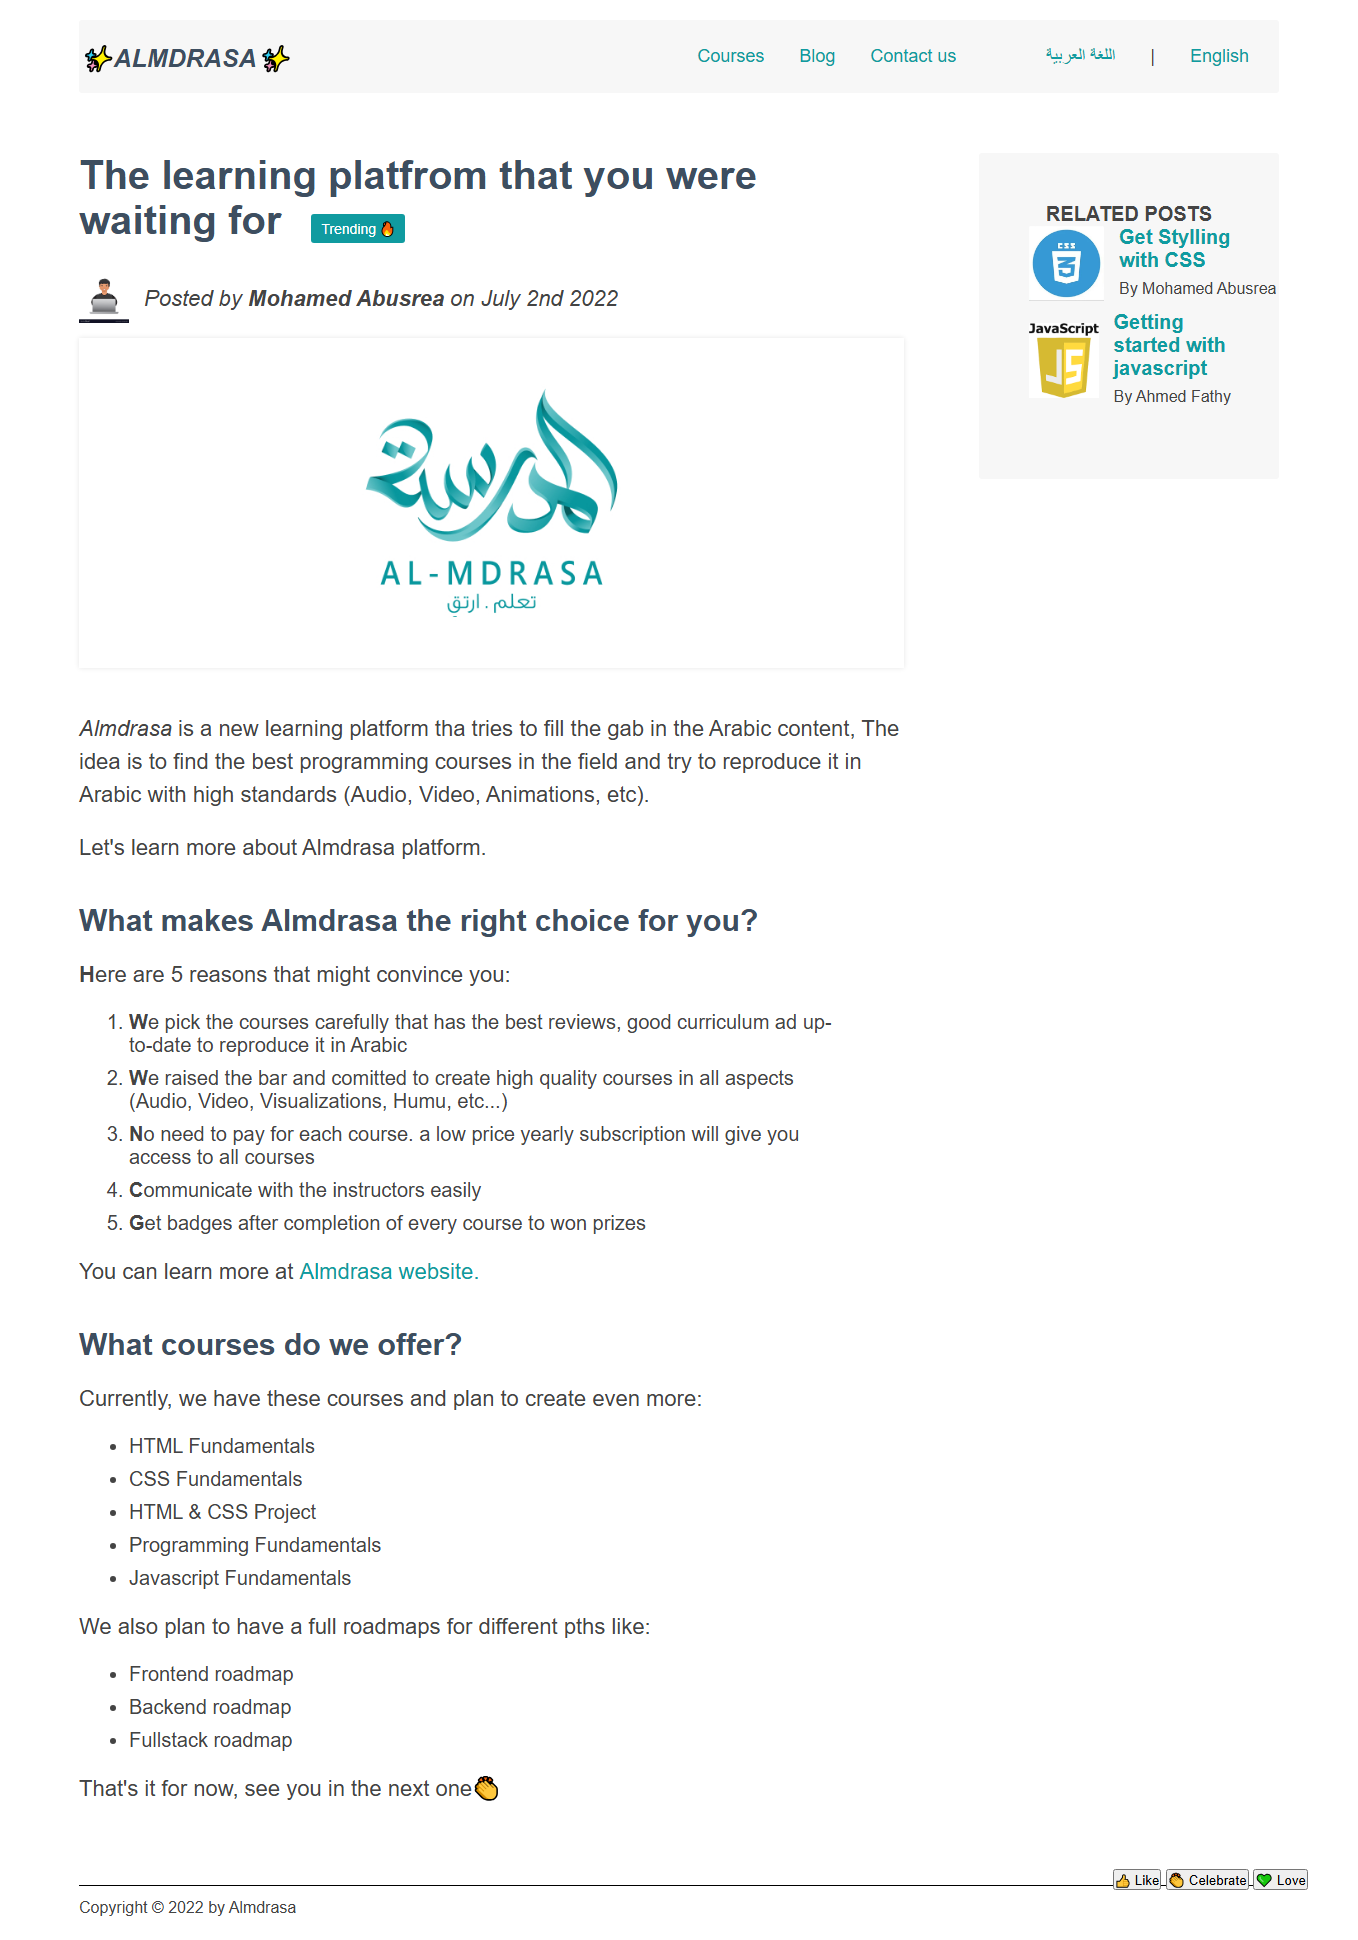 ✨ALMDRASA✨
Courses Blog Contact us اللغة العربية | English
The learning platfrom that you were
waiting for Trending 🔥
Posted by Mohamed Abusrea on July 2nd 2022
المدرسة
AL-MDRASA
تعلم . ارتقِ
Almdrasa is a new learning platform tha tries to fill the gab in the Arabic content, The
idea is to find the best programming courses in the field and try to reproduce it in
Arabic with high standards (Audio, Video, Animations, etc).
Let's learn more about Almdrasa platform.
What makes Almdrasa the right choice for you?
Here are 5 reasons that might convince you:
1. We pick the courses carefully that has the best reviews, good curriculum ad up-
to-date to reproduce it in Arabic
2. We raised the bar and comitted to create high quality courses in all aspects
(Audio, Video, Visualizations, Humu, etc...)
3. No need to pay for each course. a low price yearly subscription will give you
access to all courses
4. Communicate with the instructors easily
5. Get badges after completion of every course to won prizes
You can learn more at Almdrasa website.
What courses do we offer?
Currently, we have these courses and plan to create even more:
• HTML Fundamentals
• CSS Fundamentals
• HTML & CSS Project
• Programming Fundamentals
• Javascript Fundamentals
We also plan to have a full roadmaps for different pths like:
• Frontend roadmap
• Backend roadmap
• Fullstack roadmap
That's it for now, see you in the next one👏
RELATED POSTS
CSS
3
Get Stylling
with CSS
By Mohamed Abusrea
JavaScript
JS
Getting
started with
javascript
By Ahmed Fathy
👍 Like 👏 Celebrate 💚 Love
Copyright © 2022 by Almdrasa